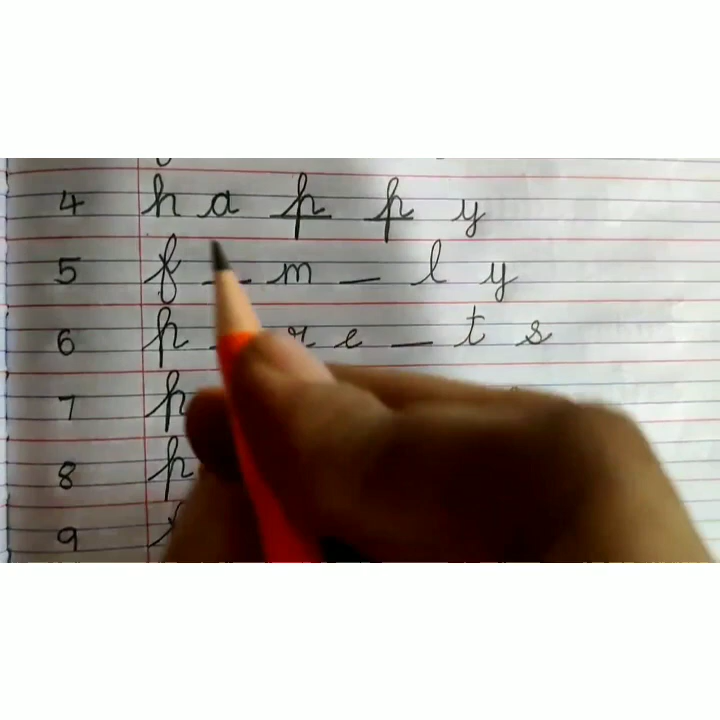 4 h a p p y
5 f _ m _ l y
6 p _ r e _ t s
7 p
8 p
9